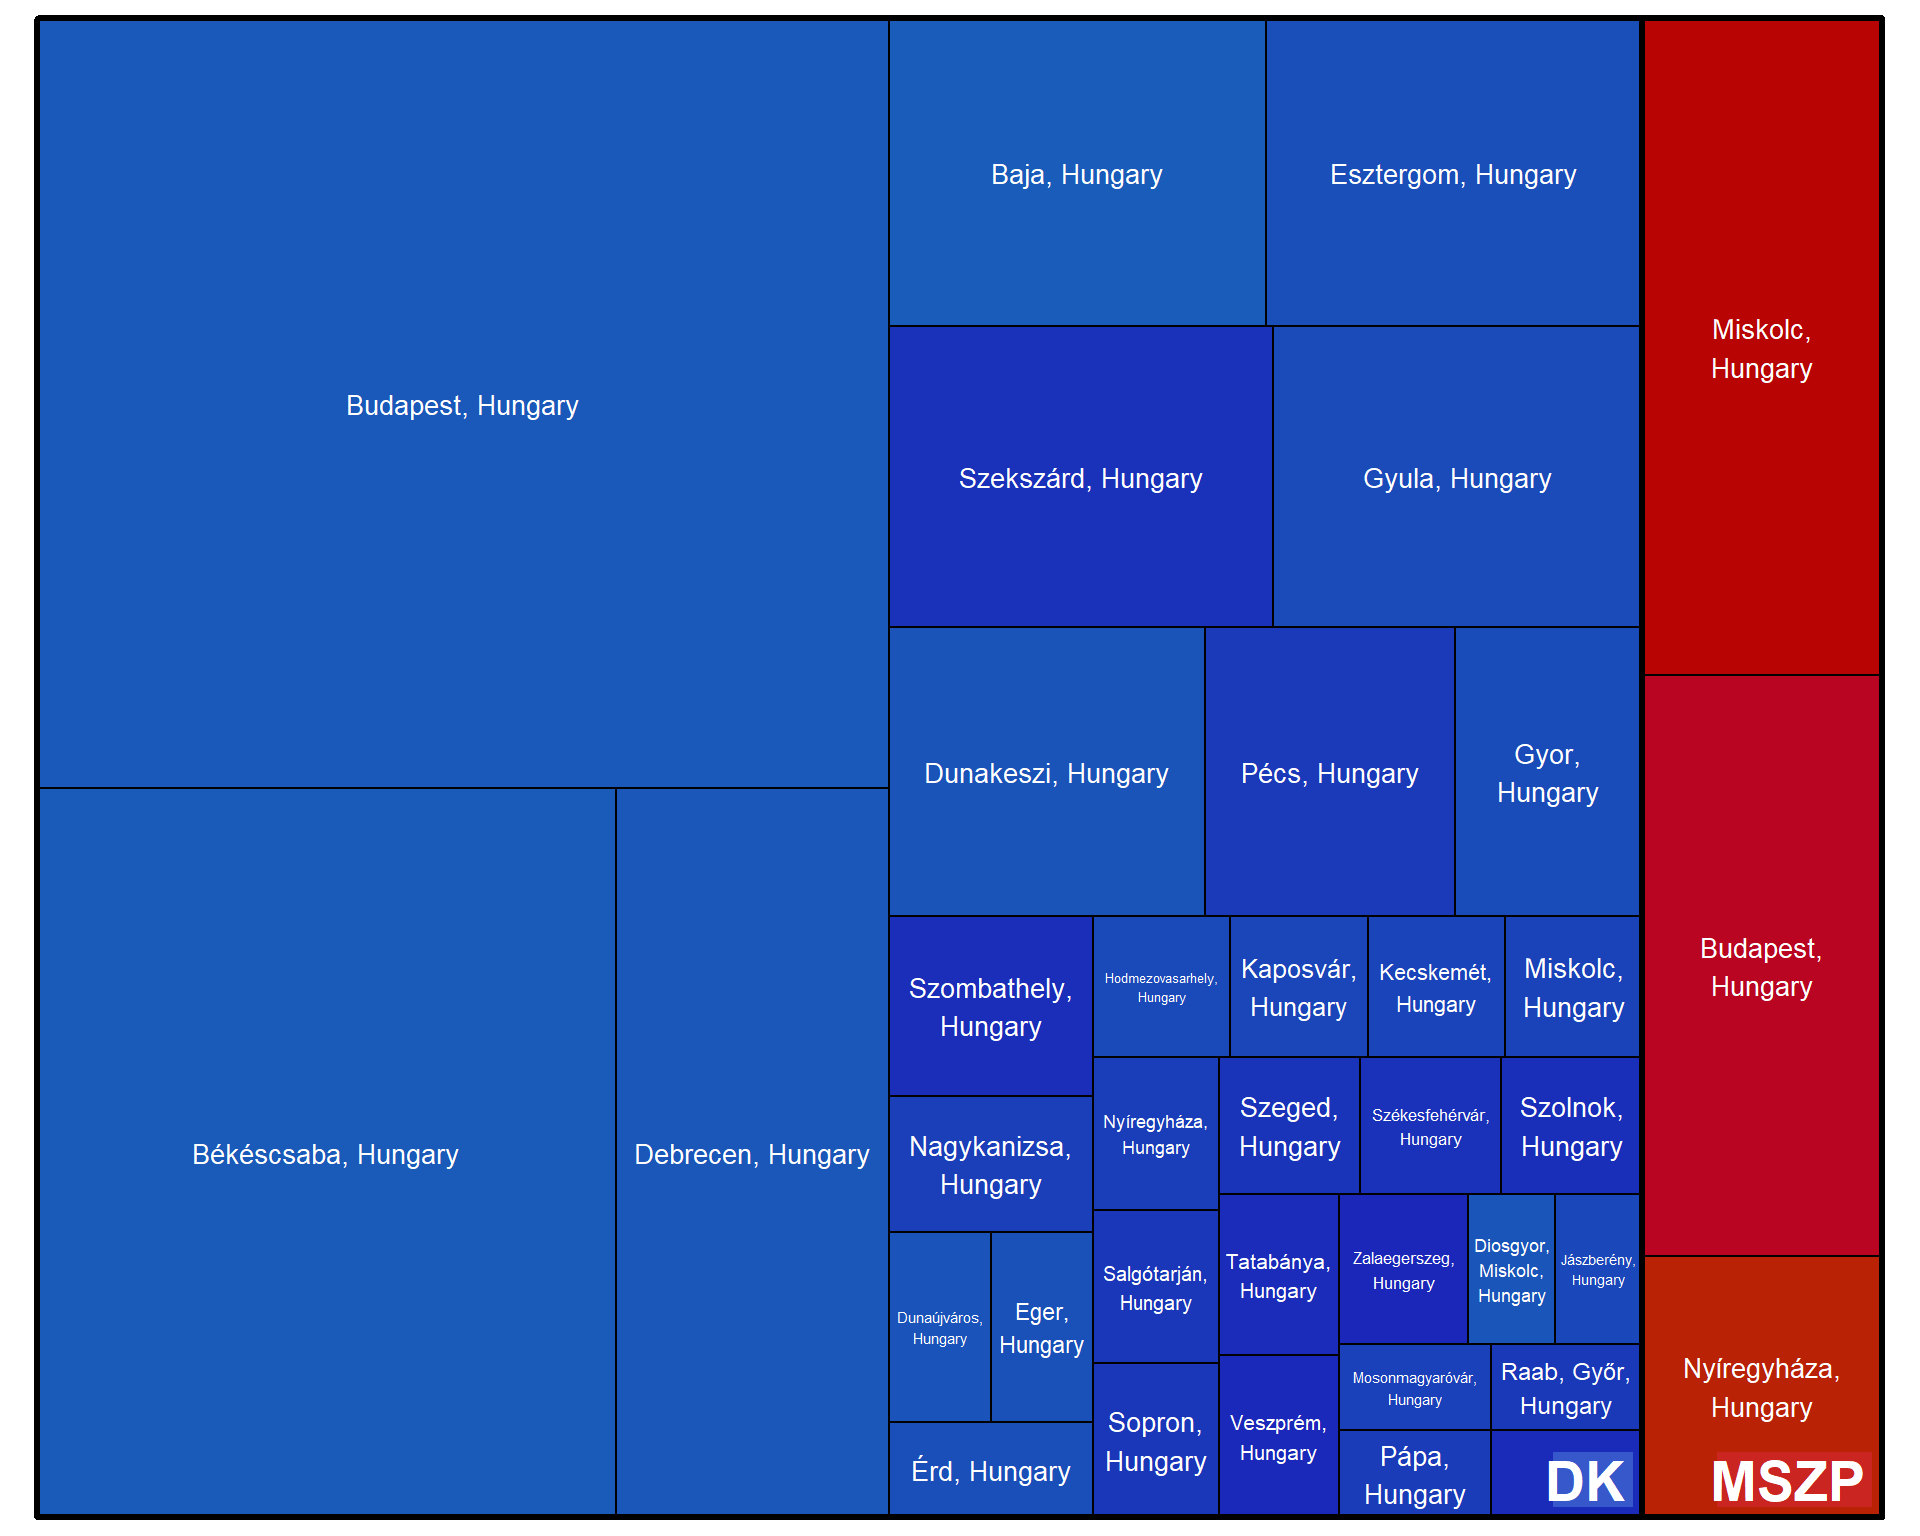 Budapest, Hungary
Békéscsaba, Hungary
Debrecen, Hungary
Baja, Hungary
Esztergom, Hungary
Szekszárd, Hungary
Gyula, Hungary
Dunakeszi, Hungary
Pécs, Hungary
Gyor,
Hungary
Szombathely,
Hungary
Nagykanizsa,
Hungary
Dunaújváros,
Hungary
Eger,
Hungary
Érd, Hungary
Hodmezovasarhely,
Hungary
Kaposvár,
Hungary
Kecskemét,
Hungary
Miskolc,
Hungary
Nyíregyháza,
Hungary
Salgótarján,
Hungary
Sopron,
Hungary
Szeged,
Hungary
Székesfehérvár,
Hungary
Szolnok,
Hungary
Tatabánya,
Hungary
Veszprém,
Hungary
Zalaegerszeg,
Hungary
Diosgyor,
Miskolc,
Hungary
Jászberény,
Hungary
Mosonmagyaróvár,
Hungary
Raab, Győr,
Hungary
Pápa,
Hungary
DK
Miskolc,
Hungary
Budapest,
Hungary
Nyíregyháza,
Hungary
MSZP